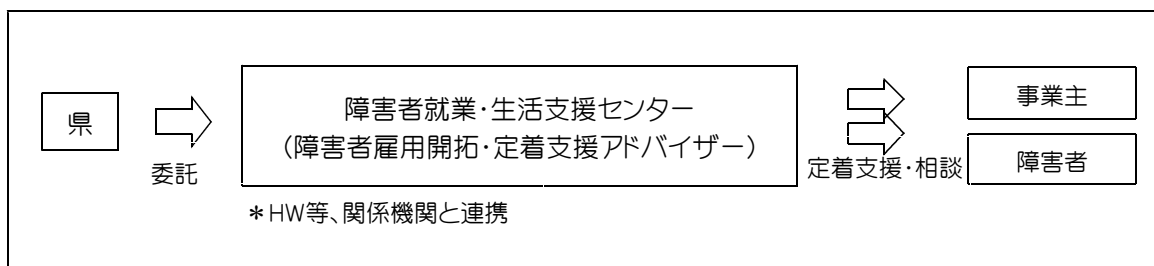 県
委託
障害者就業・生活支援センター
（障害者雇用開拓・定着支援アドバイザー）
＊HW等、関係機関と連携
定着支援・相談
事業主
障害者